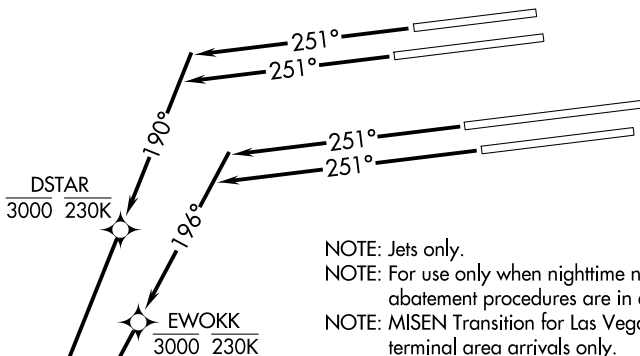 251°
251°
190°
251°
251°
DSTAR
3000 230K
196°
NOTE: Jets only.
NOTE: For use only when nighttime
abatement procedures are in
EWOKK
3000 230K
NOTE: MISEN Transition for Las
terminal area arrivals only.